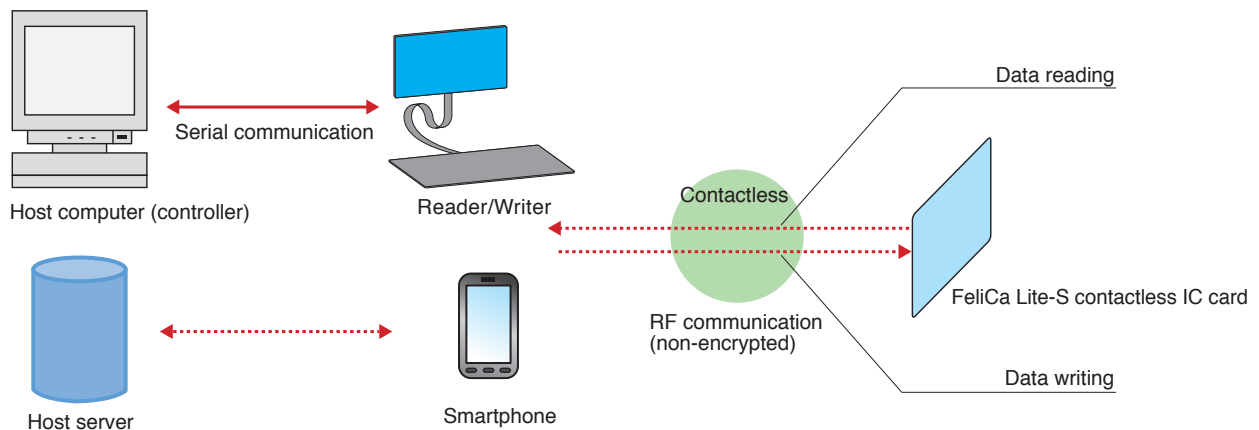 Data reading
Serial communication
Contactless
Host computer (controller)
Reader/Writer
FeliCa Lite-S contactless IC card
RF communication
(non-encrypted)
Data writing
Host server
Smartphone